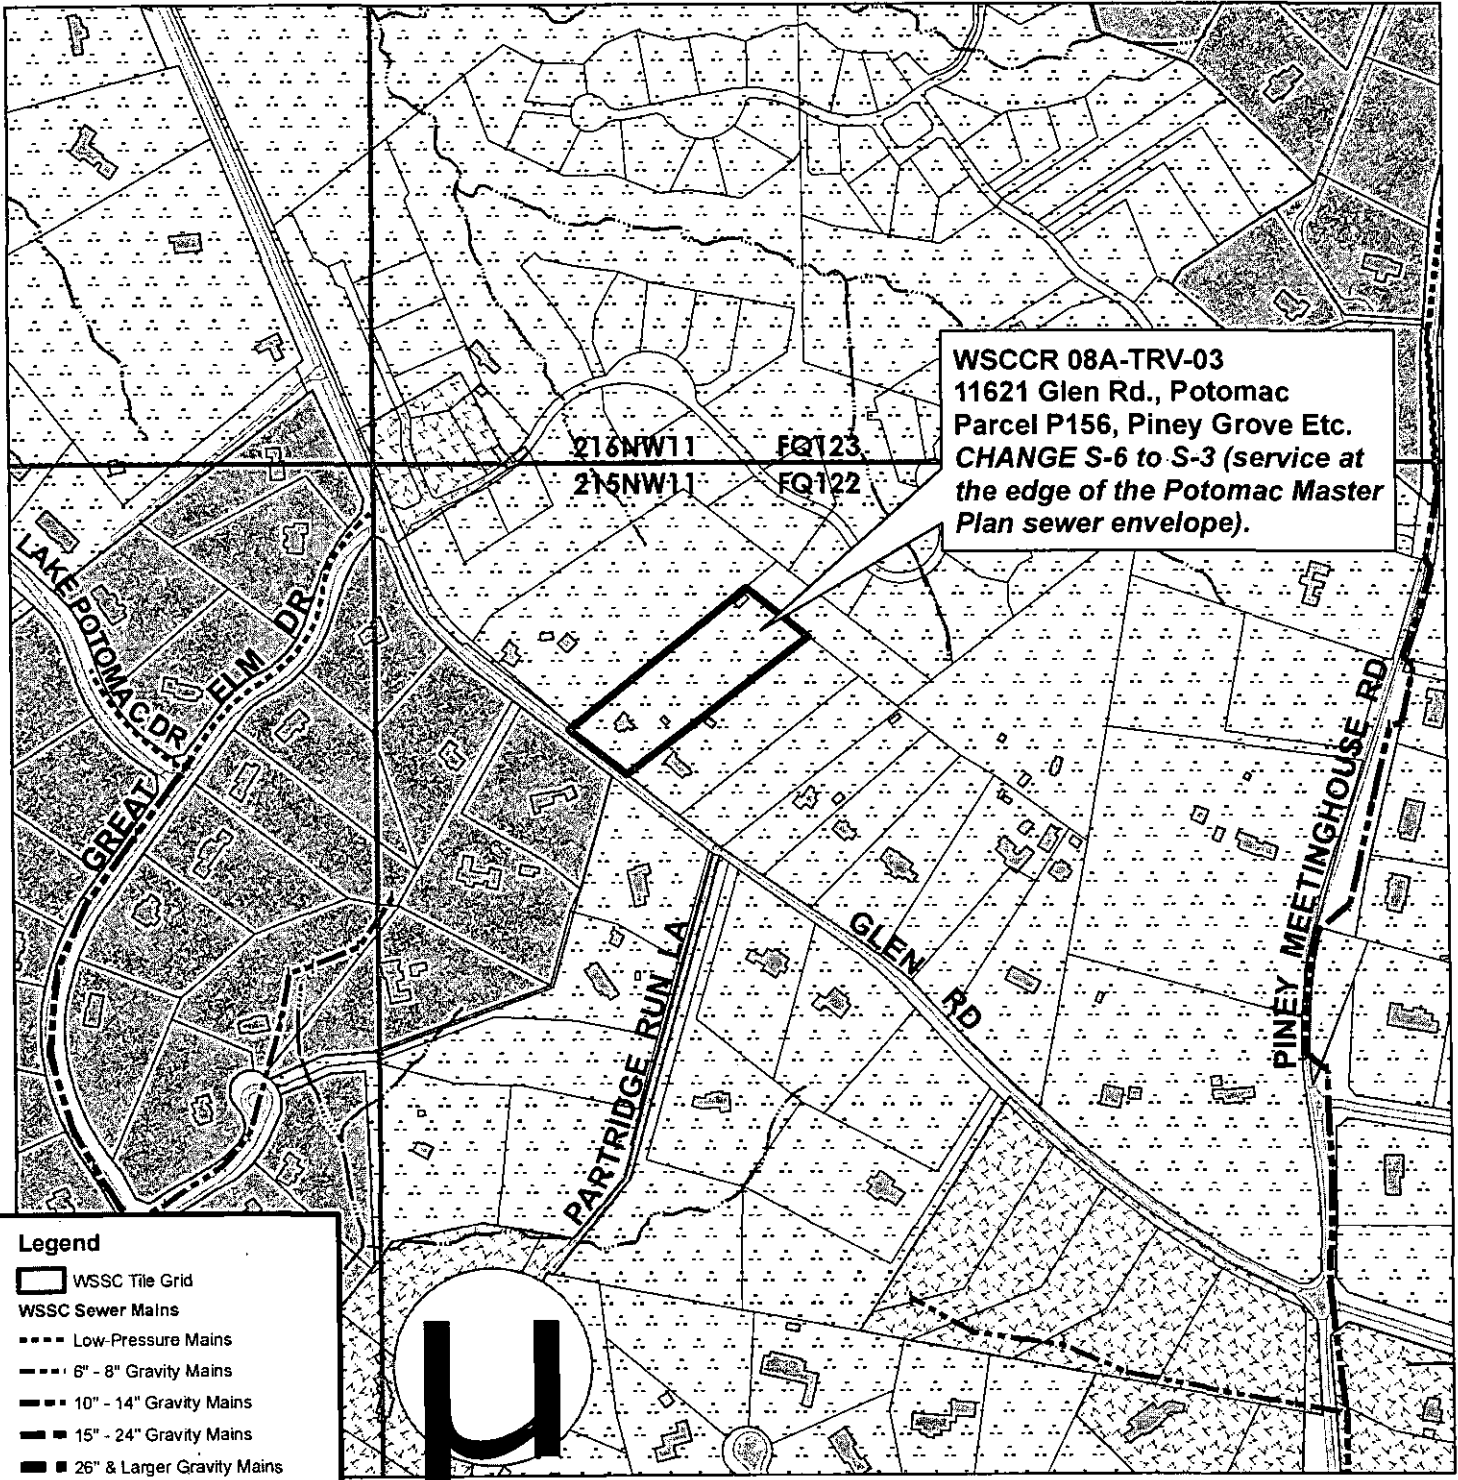 WSCCR 08A-TRV-03
11621 Glen Rd., Potomac
Parcel P156, Piney Grove Etc.
CHANGE S-6 to S-3 (service at
the edge of the Potomac Master
Plan sewer envelope).
216NW11 FQ123
215NW11 FQ122
LAKE POTOMAC DR
GREAT ELM DR
PARTRIDGE RUN LA
GLEN RD
PINEY MEETINGHOUSE RD
Legend
WSSC Tile Grid
WSSC Sewer Mains
Low-Pressure Mains
6" - 8" Gravity Mains
10" - 14" Gravity Mains
15" - 24" Gravity Mains
26" & Larger Gravity Mains
µ